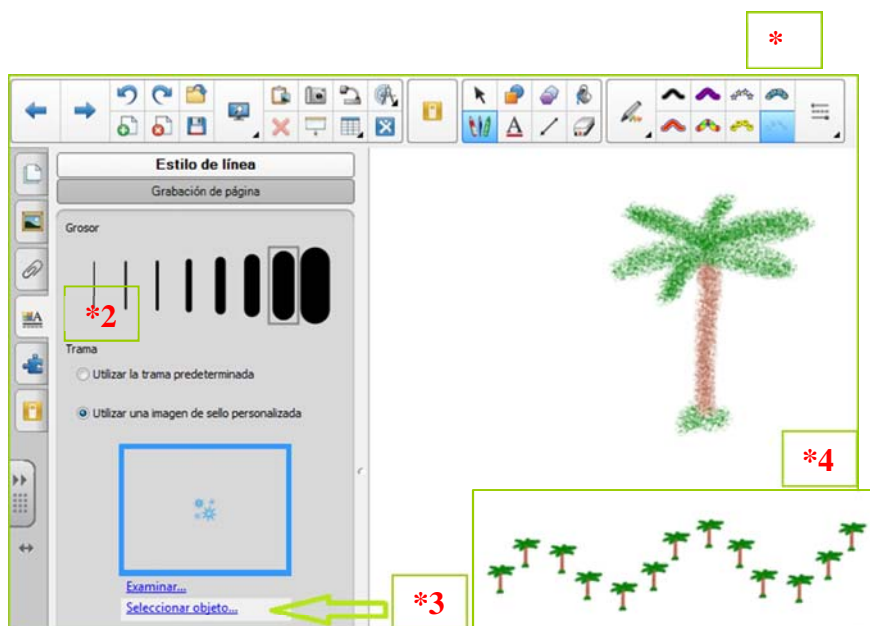 *
Estilo de línea
Grabación de página
Grosor
*2
Trama
Utilizar la trama predeterminada
Utilizar una imagen de sello personalizada
*4
Examinar...
Seleccionar objeto...
*3